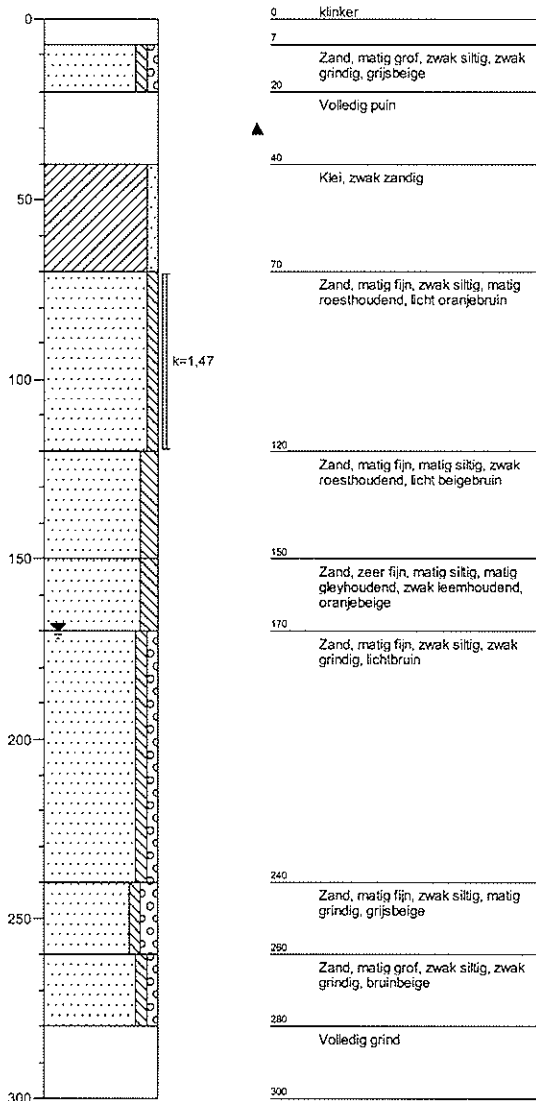 0
50
100
150
200
250
300
k=1,47
0 klinker
7
Zand, matig grof, zwak siltig, zwak
grindig, grijsbeige
20
Volledig puin
40
Klei, zwak zandig
70
Zand, matig fijn, zwak siltig, matig
roesthoudend, licht oranjebruin
120
Zand, matig fijn, matig siltig, zwak
roesthoudend, licht beigebruin
150
Zand, zeer fijn, matig siltig, matig
gleyhoudend, zwak leemhoudend,
oranjebeige
170
Zand, matig fijn, zwak siltig, zwak
grindig, lichtbruin
240
Zand, matig fijn, zwak siltig, matig
grindig, grijsbeige
260
Zand, matig grof, zwak siltig, zwak
grindig, bruinbeige
280
Volledig grind
300